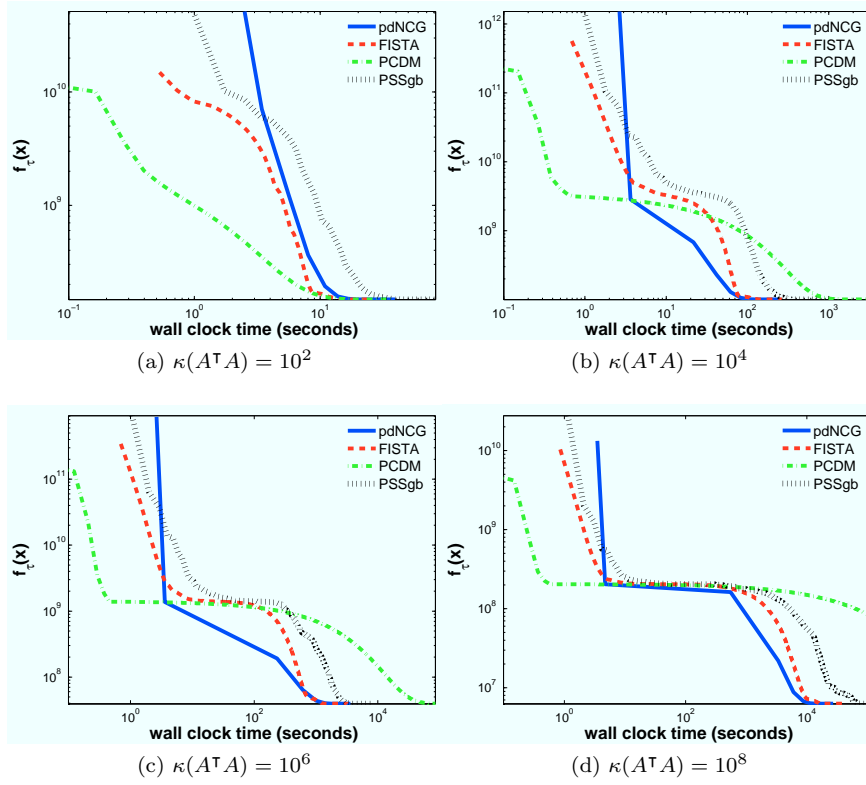 pdNCG
FISTA
PCDM
PSSgb
10^10
10^9
f_τ(x)
10^-1 10^0 10^1
wall clock time (seconds)
(a) κ(A^⊺A) = 10^2
pdNCG
FISTA
PCDM
PSSgb
10^12
10^11
10^10
10^9
f_τ(x)
10^-1 10^0 10^1 10^2 10^3
wall clock time (seconds)
(b) κ(A^⊺A) = 10^4
pdNCG
FISTA
PCDM
PSSgb
10^11
10^10
10^9
10^8
f_τ(x)
10^0 10^2 10^4
wall clock time (seconds)
(c) κ(A^⊺A) = 10^6
pdNCG
FISTA
PCDM
PSSgb
10^10
10^9
10^8
10^7
f_τ(x)
10^0 10^2 10^4
wall clock time (seconds)
(d) κ(A^⊺A) = 10^8